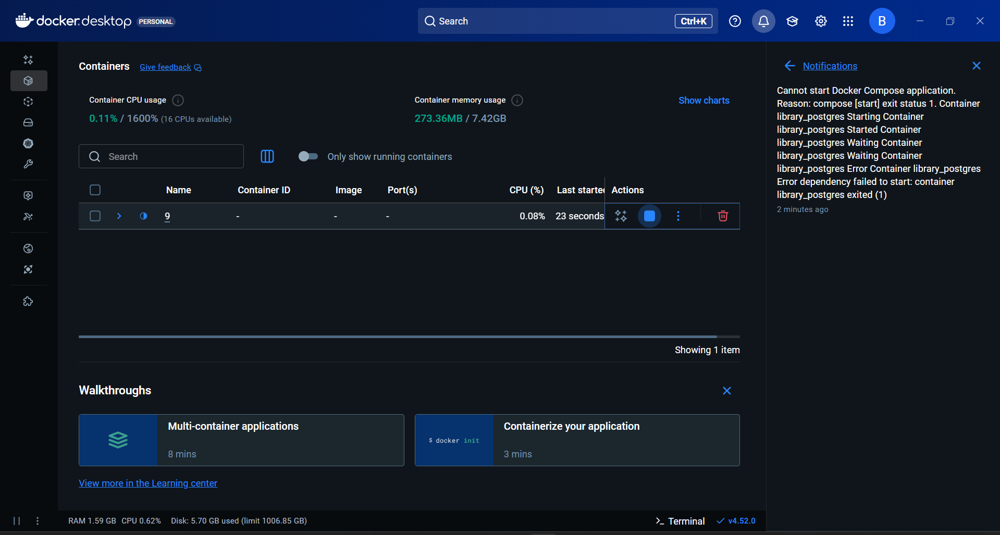 docker.desktop PERSONAL
Search Ctrl+K
B
Containers Give feedback
Container CPU usage
0.11% / 1600% (16 CPUs available)
Container memory usage
273.36MB / 7.42GB
Show charts
Search
Only show running containers
Name Container ID Image Port(s) CPU (%) Last started Actions
9 - - - 0.08% 23 seconds
Showing 1 item
Walkthroughs
Multi-container applications
8 mins
$ docker init
Containerize your application
3 mins
View more in the Learning center
Notifications
Cannot start Docker Compose application.
Reason: compose [start] exit status 1. Container
library_postgres Starting Container
library_postgres Started Container
library_postgres Waiting Container
library_postgres Waiting Container
library_postgres Error Container library_postgres
Error dependency failed to start: container
library_postgres exited (1)
2 minutes ago
RAM 1.59 GB CPU 0.62% Disk: 5.70 GB used (limit 1006.85 GB)
Terminal v4.52.0